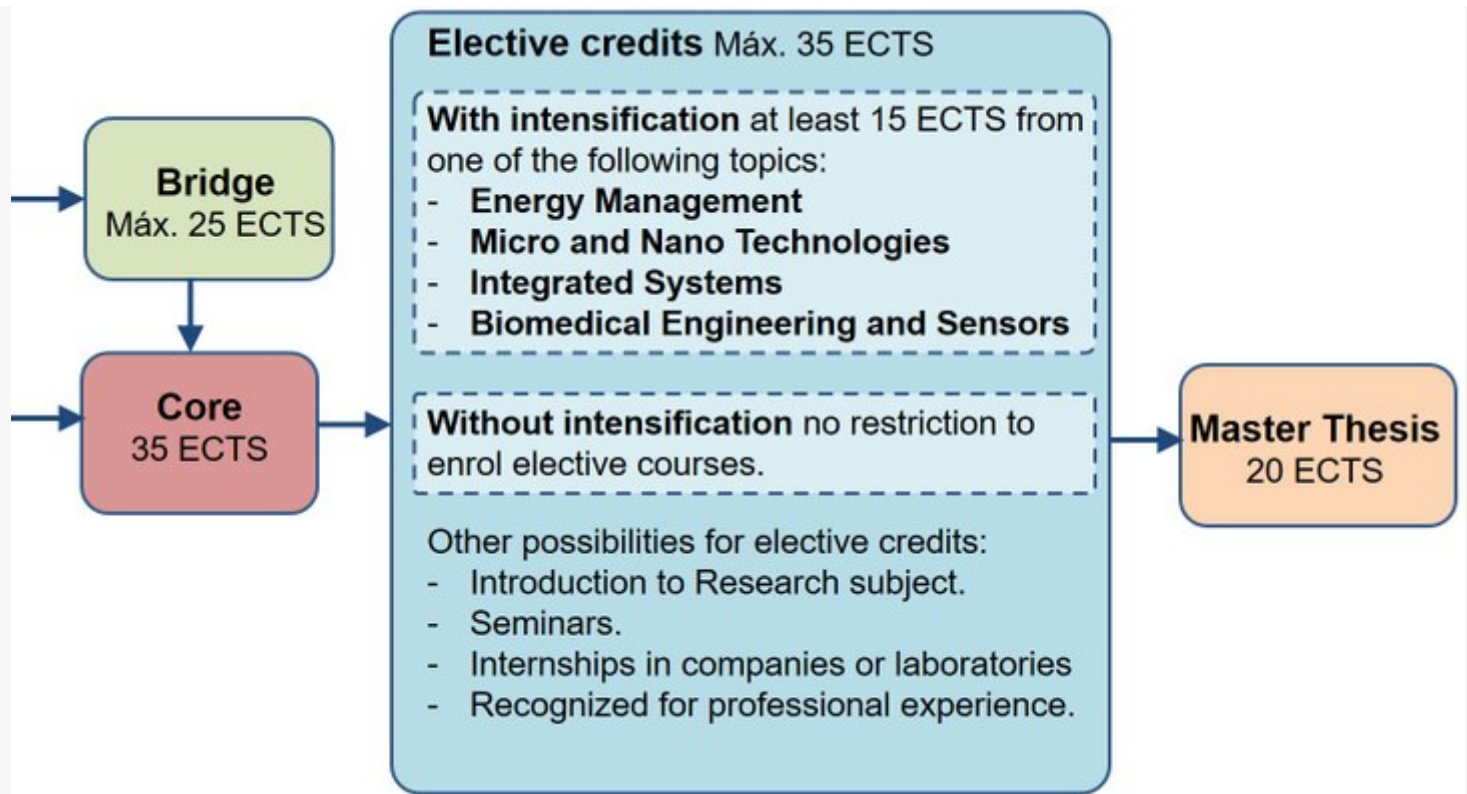 Bridge
Máx. 25 ECTS
Core
35 ECTS
Elective credits Máx. 35 ECTS
With intensification at least 15 ECTS from
one of the following topics:
- Energy Management
- Micro and Nano Technologies
- Integrated Systems
- Biomedical Engineering and Sensors
Without intensification no restriction to
enrol elective courses.
Other possibilities for elective credits:
- Introduction to Research subject.
- Seminars.
- Internships in companies or laboratories
- Recognized for professional experience.
Master Thesis
20 ECTS